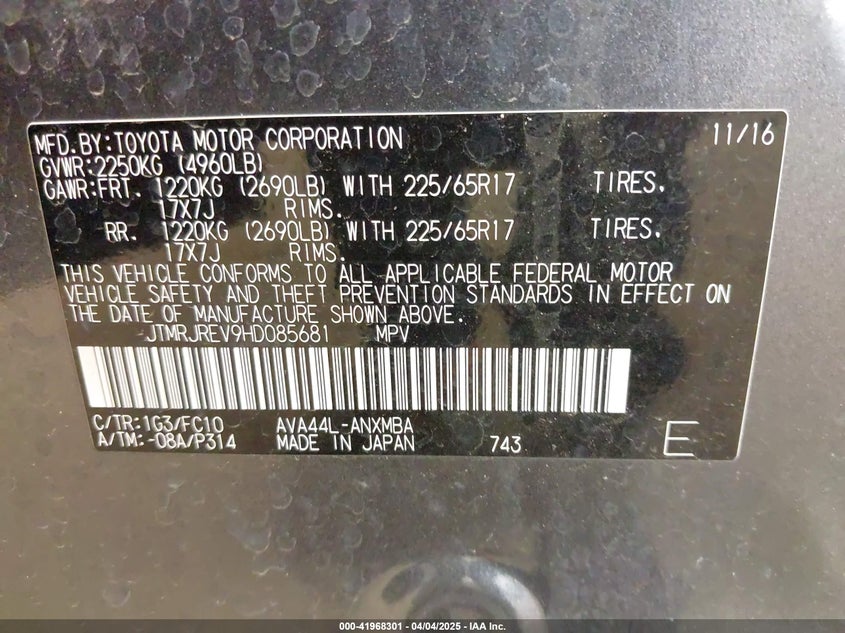 MFD.BY:TOYOTA MOTOR CORPORATION 11/16
GVWR:2250KG (4960LB)
GAWR:FRT. 1220KG (2690LB) WITH 225/65R17 TIRES.
17X7J RIMS.
RR. 1220KG (2690LB) WITH 225/65R17 TIRES.
17X7J RIMS.
THIS VEHICLE CONFORMS TO ALL APPLICABLE FEDERAL MOTOR
VEHICLE SAFETY AND THEFT PREVENTION STANDARDS IN EFFECT ON
THE DATE OF MANUFACTURE SHOWN ABOVE.
JTMRJREV9HD085681 MPV
C/TR:1G3/FC10 AVA44L-ANXMBA
A/TM:-08A/P314 MADE IN JAPAN 743 E
000-41968301 - 04/04/2025 - IAA Inc.